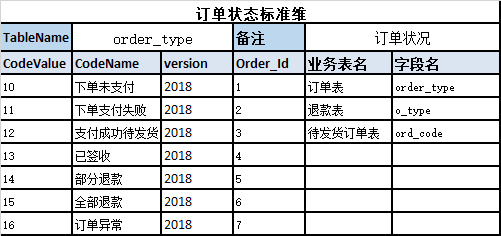 订单状态标准维
TableName order_type 备注 订单状况
CodeValue CodeName version Order_Id 业务表名 字段名
10 下单未支付 2018 1 订单表 order_type
11 下单支付失败 2018 2 退款表 o_type
12 支付成功待发货 2018 3 待发货订单表 ord_code
13 已签收 2018 4
14 部分退款 2018 5
15 全部退款 2018 6
16 订单异常 2018 7